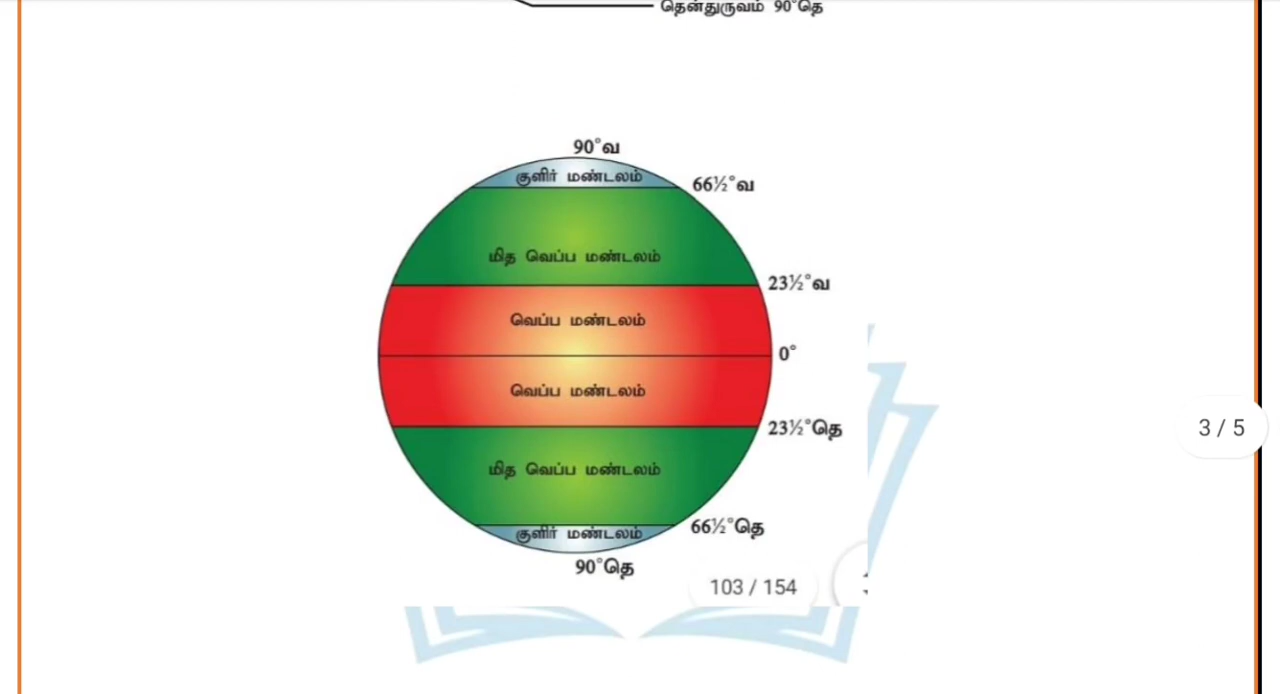 தென்துருவம் 90°தெ
90°வ
குளிர் மண்டலம்
66½°வ
மித வெப்ப மண்டலம்
23½°வ
வெப்ப மண்டலம்
0°
வெப்ப மண்டலம்
23½°தெ
மித வெப்ப மண்டலம்
66½°தெ
குளிர் மண்டலம்
90°தெ
103 / 154
3 / 5